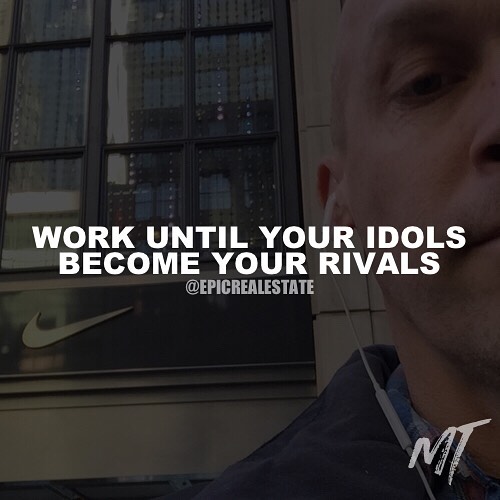 WORK UNTIL YOUR IDOLS
BECOME YOUR RIVALS
@EPICREALESTATE
MT